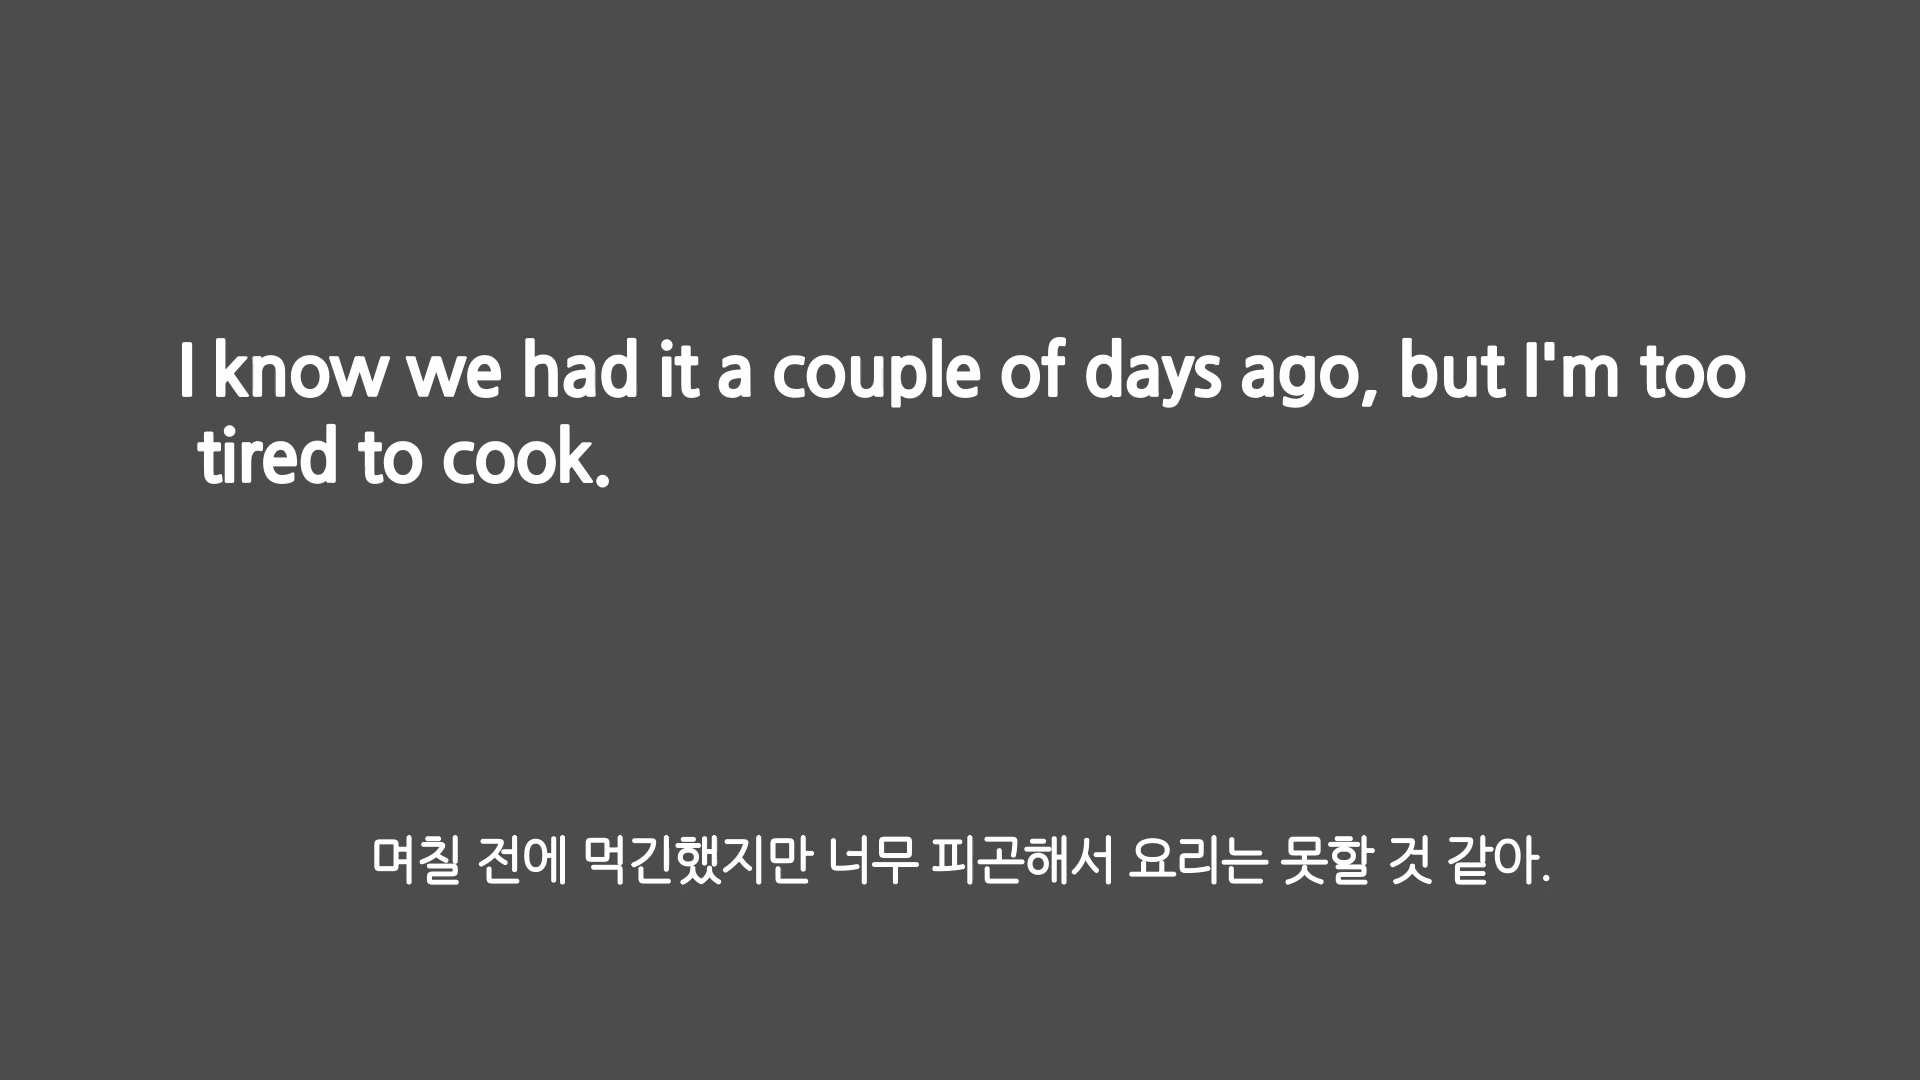 I know we had it a couple of days ago, but I'm too
tired to cook.
며칠 전에 먹긴했지만 너무 피곤해서 요리는 못할 것 같아.